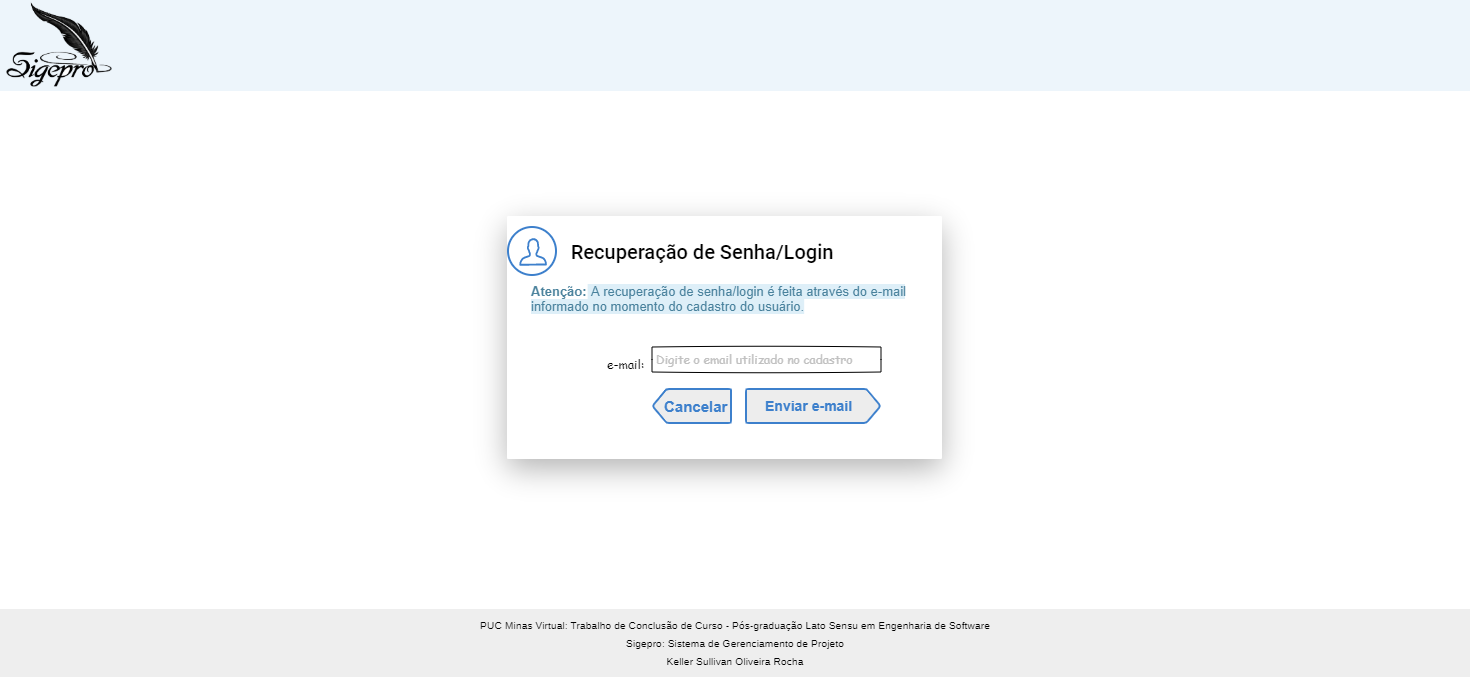 Sigepro
Recuperação de Senha/Login
Atenção: A recuperação de senha/login é feita através do e-mail
informado no momento do cadastro do usuário.
e-mail: Digite o email utilizado no cadastro
Cancelar Enviar e-mail
PUC Minas Virtual: Trabalho de Conclusão de Curso - Pós-graduação Lato Sensu em Engenharia de Software
Sigepro: Sistema de Gerenciamento de Projeto
Keller Sullivan Oliveira Rocha